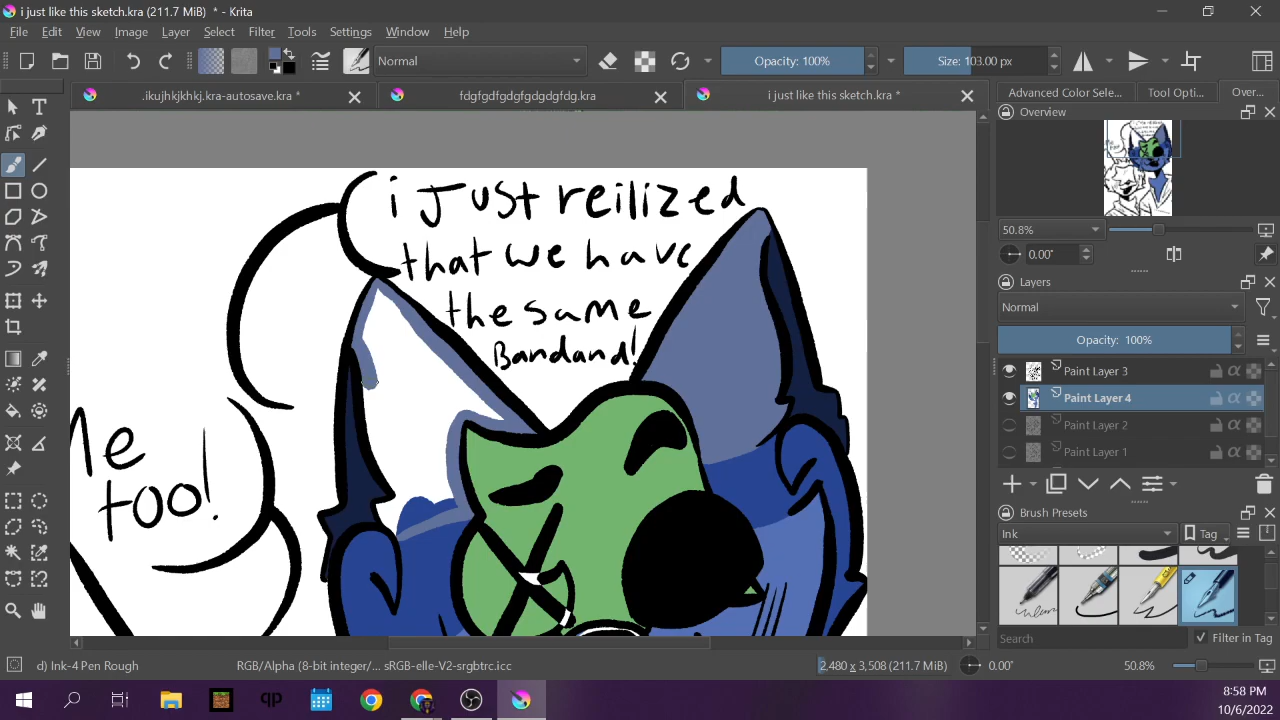 i just like this sketch.kra (211.7 MiB) * - Krita
File Edit View Image Layer Select Filter Tools Settings Window Help
Normal Opacity: 100% Size: 103.00 px
.ikujhkjkhkj.kra-autosave.kra * fdgfgdfgdgfgdgdgfdg.kra i just like this sketch.kra * Advanced Color Sele... Tool Opti... Over...
Overview
i Just reilized
that we have
the same
Bandand!
Me
too!
50.8%
0.00°
Layers
Normal
Opacity: 100%
Paint Layer 3
Paint Layer 4
Paint Layer 2
Paint Layer 1
Brush Presets
Ink Tag
Search Filter in Tag
d) Ink-4 Pen Rough RGB/Alpha (8-bit integer/... sRGB-elle-V2-srgbtrc.icc 2,480 x 3,508 (211.7 MiB) 0.00° 50.8%
qp
8:58 PM
10/6/2022